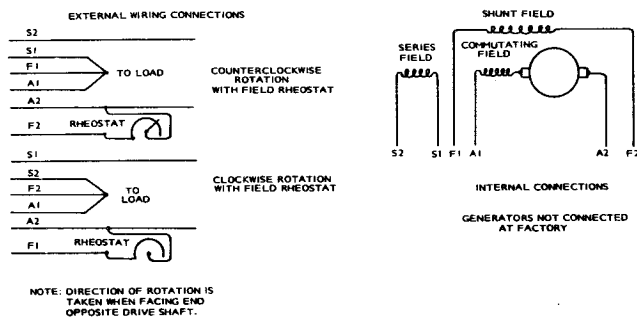 EXTERNAL WIRING CONNECTIONS
S2
S1
F1
A1
TO LOAD
A2
F2
RHEOSTAT
COUNTERCLOCKWISE
ROTATION
WITH FIELD RHEOSTAT
S1
S2
F2
A1
TO
LOAD
A2
F1
RHEOSTAT
CLOCKWISE ROTATION
WITH FIELD RHEOSTAT
NOTE: DIRECTION OF ROTATION IS
TAKEN WHEN FACING END
OPPOSITE DRIVE SHAFT.
SHUNT FIELD
SERIES
FIELD
COMMUTATING
FIELD
S2 S1 F1 A1 A2 F2
INTERNAL CONNECTIONS
GENERATORS NOT CONNECTED
AT FACTORY